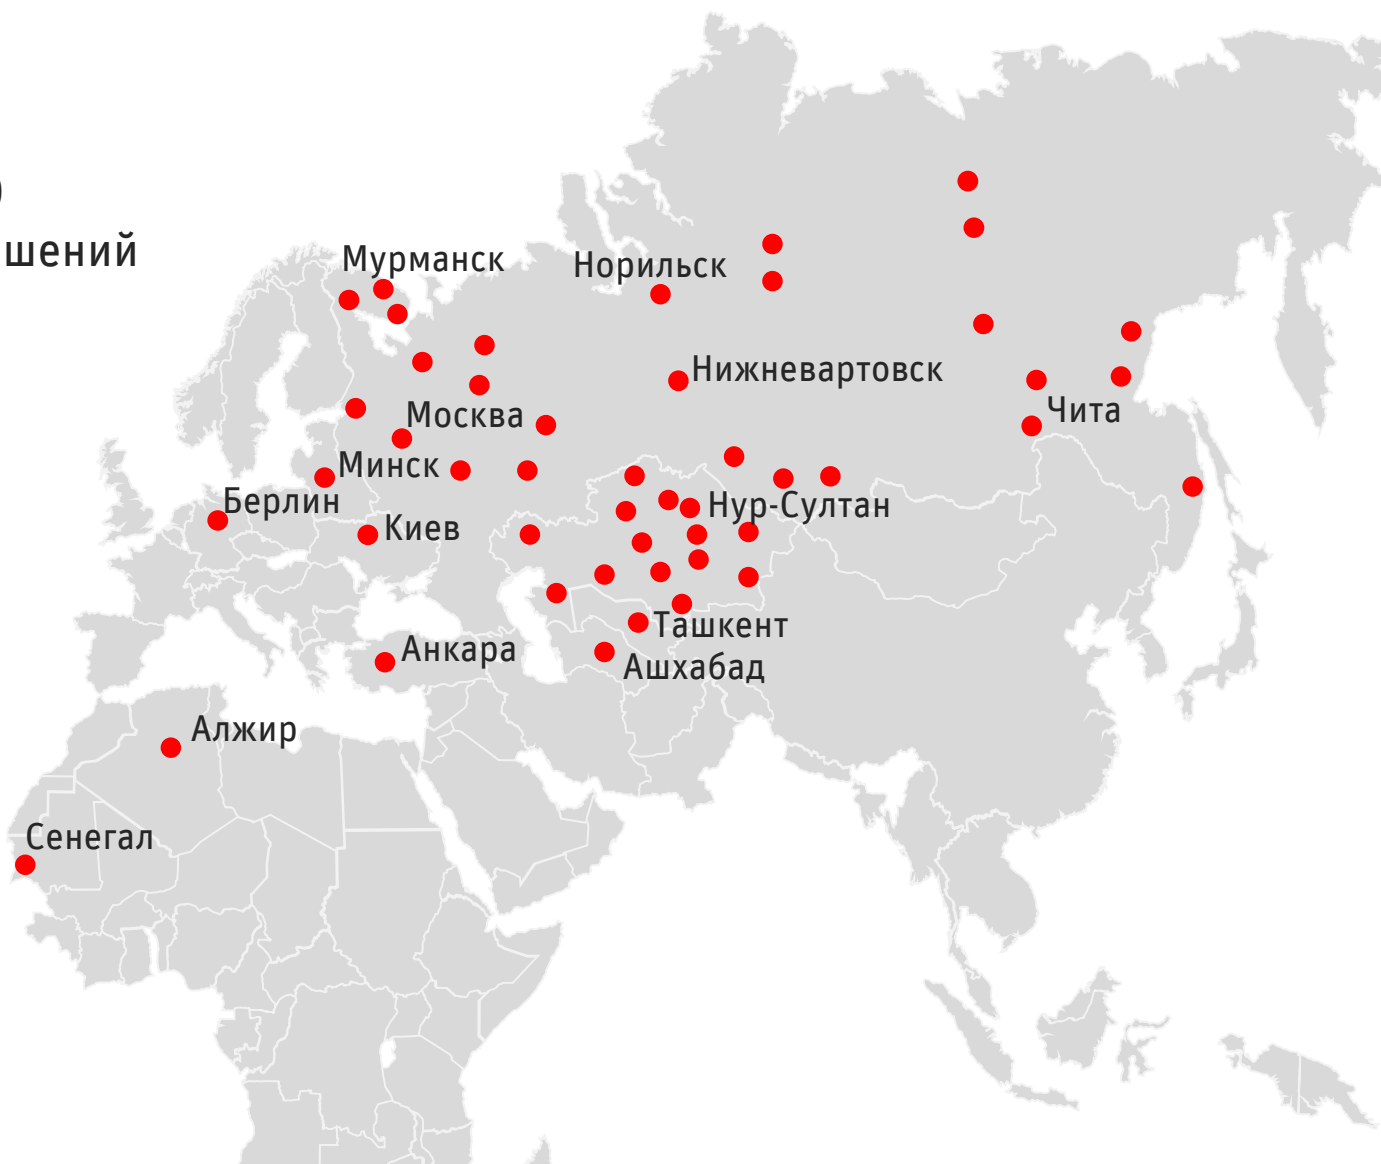 шений
Мурманск
Норильск
Нижневартовск
Москва
Чита
Минск
Берлин
Нур-Султан
Киев
Ташкент
Анкара
Ашхабад
Алжир
Сенегал